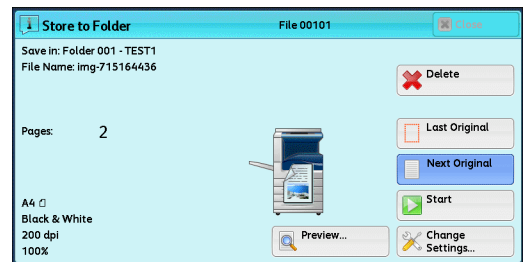 Store to Folder
File 00101
Close
Save in: Folder 001 - TEST1
File Name: img-715164436
Delete
Pages: 2
Last Original
Next Original
Start
A4
Black & White
200 dpi
100%
Preview...
Change
Settings...